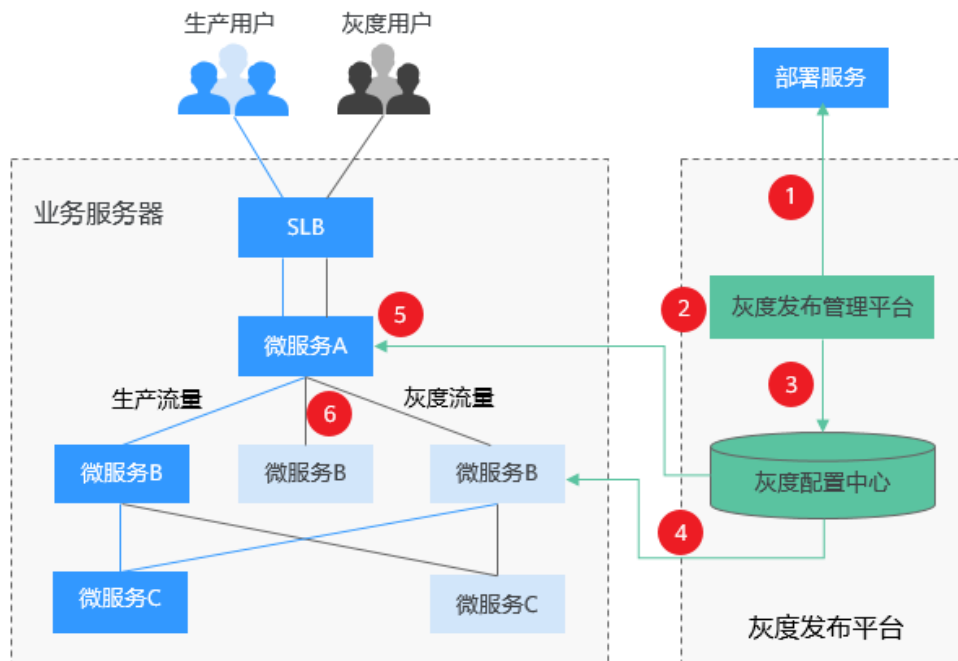 生产用户
灰度用户
部署服务
1
业务服务器
SLB
灰度发布管理平台
2
5
微服务A
3
生产流量
灰度流量
6
微服务B
微服务B
微服务B
灰度配置中心
4
微服务C
微服务C
灰度发布平台